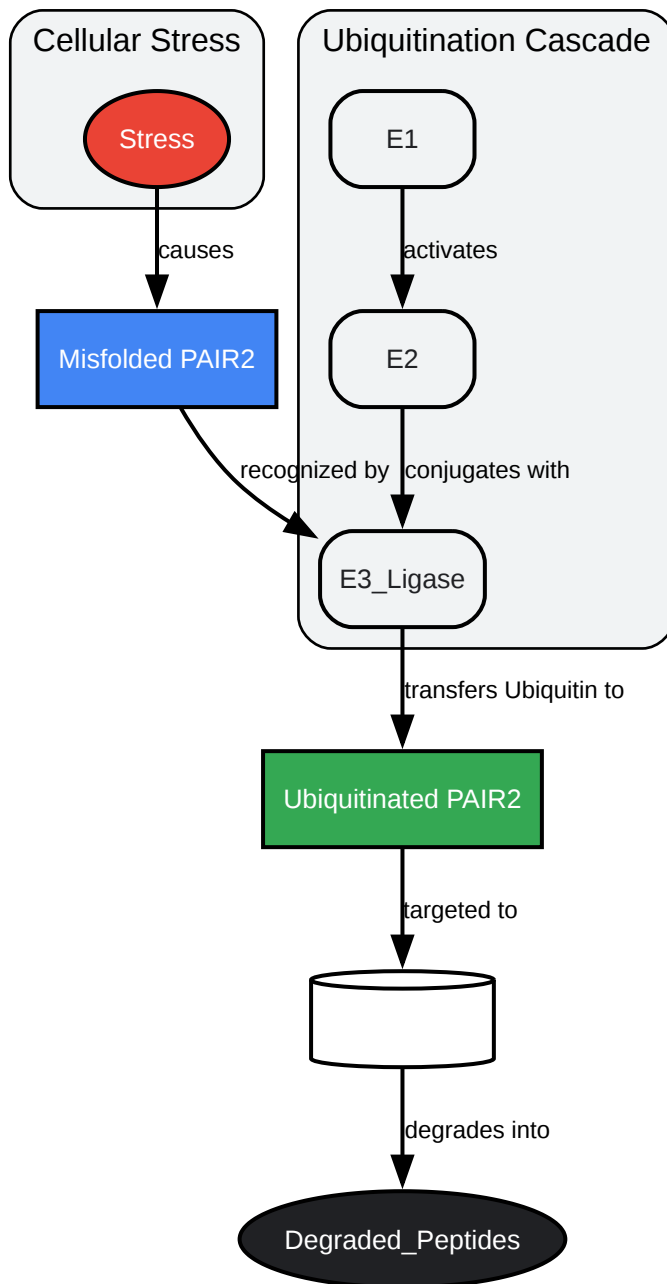 Cellular Stress
Ubiquitination Cascade
Stress
E1
causes
activates
Misfolded PAIR2
E2
recognized by
conjugates with
E3_Ligase
transfers Ubiquitin to
Ubiquitinated PAIR2
targeted to
degrades into
Degraded_Peptides